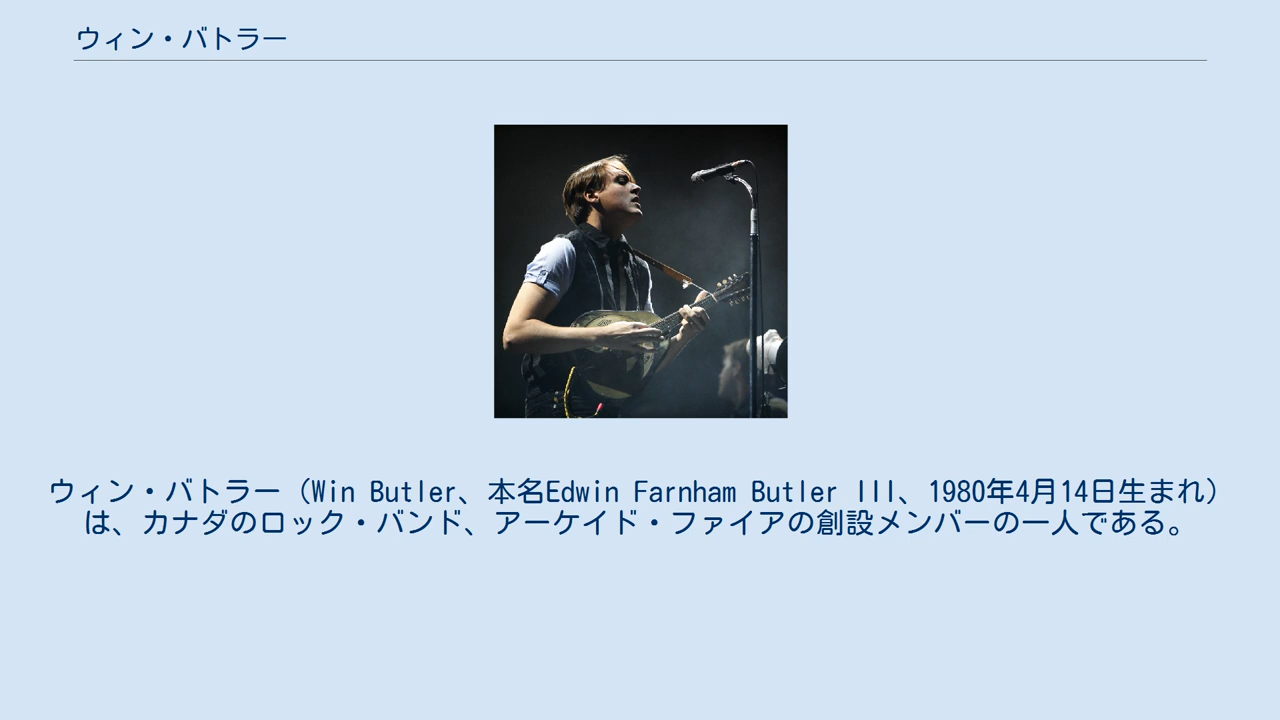 ウィン・バトラー
ウィン・バトラー（Win Butler、本名Edwin Farnham Butler III、1980年4月14日生まれ）
は、カナダのロック・バンド、アーケイド・ファイアの創設メンバーの一人である。